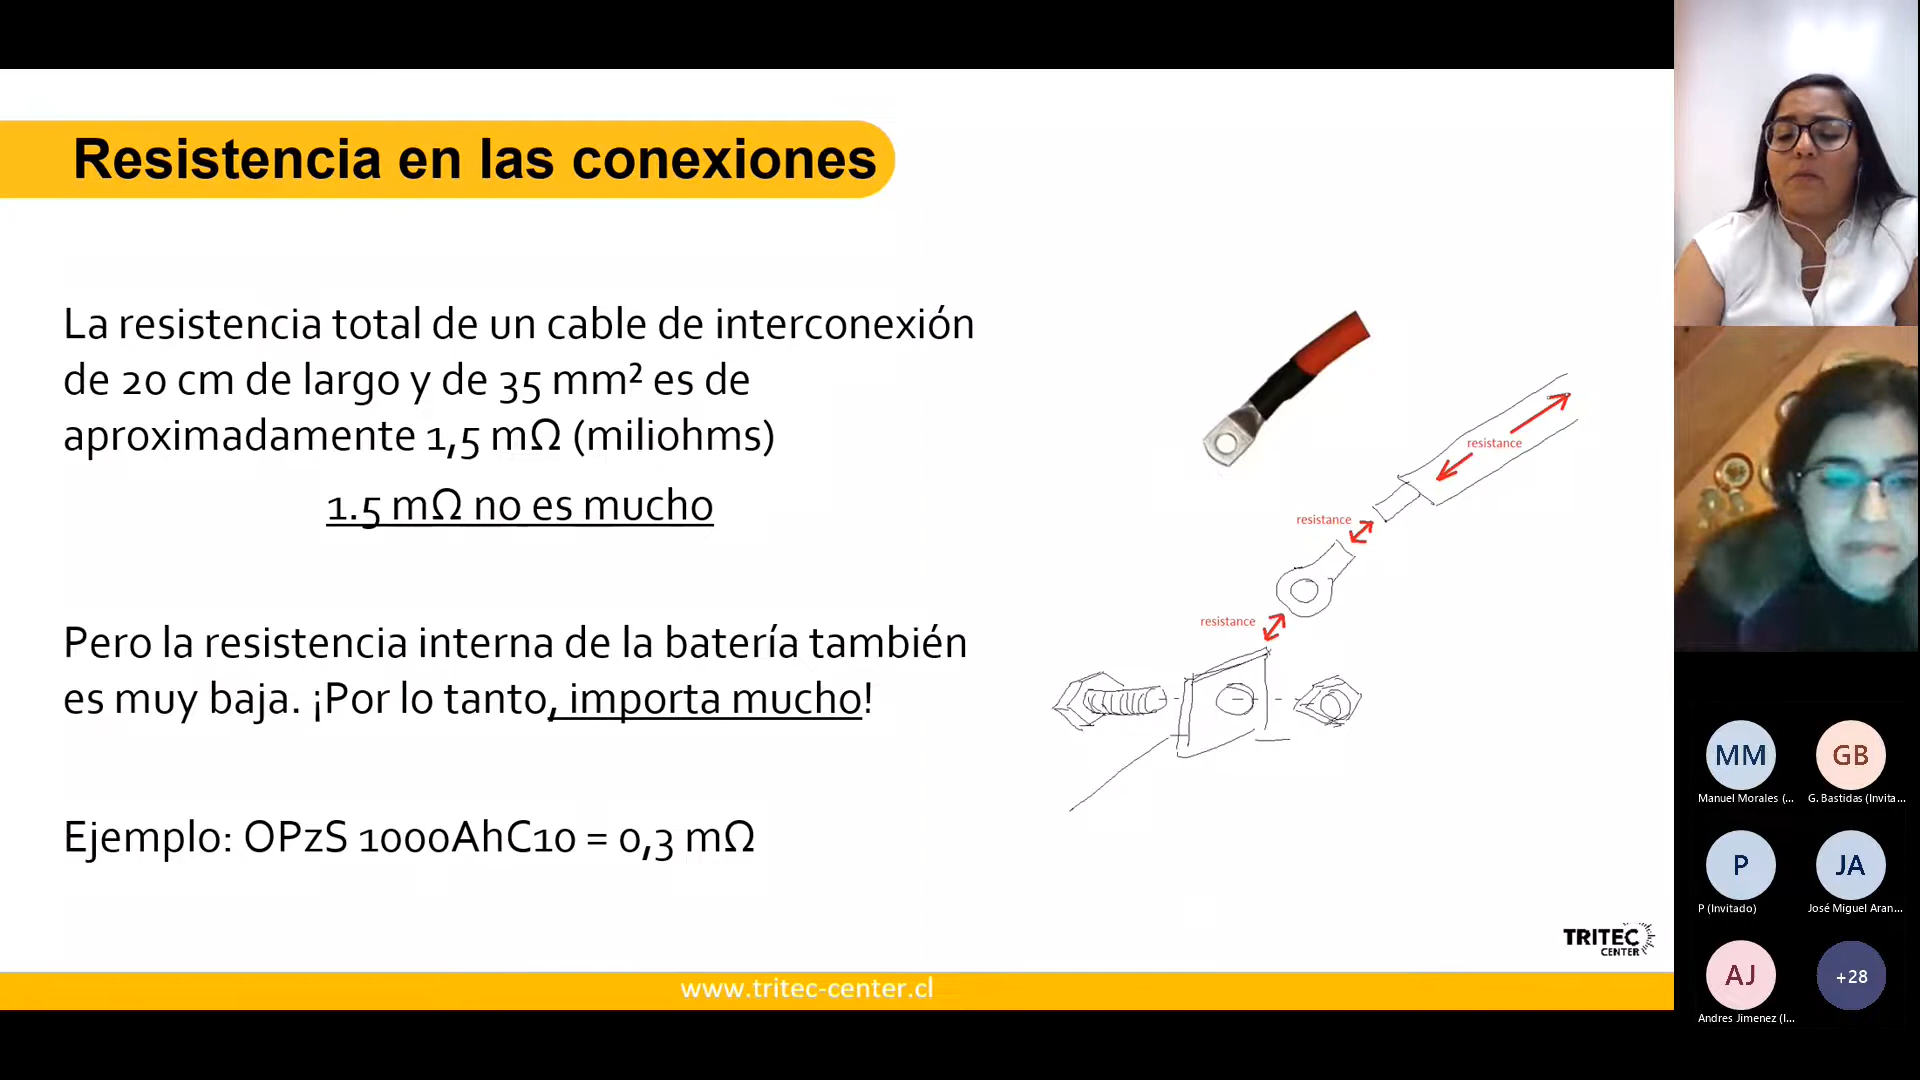 Resistencia en las conexiones
La resistencia total de un cable de interconexión
de 20 cm de largo y de 35 mm² es de
aproximadamente 1,5 mΩ (miliohms)
1.5 mΩ no es mucho
Pero la resistencia interna de la batería también
es muy baja. ¡Por lo tanto, importa mucho!
Ejemplo: OPzS 1000AhC10 = 0,3 mΩ
resistance
resistance
resistance
TRITEC
CENTER
www.tritec-center.cl
MM
GB
Manuel Morales (...
G. Bastidas (Invita...
P
JA
P (Invitado)
José Miguel Aran...
AJ
+28
Andres Jimenez (I...